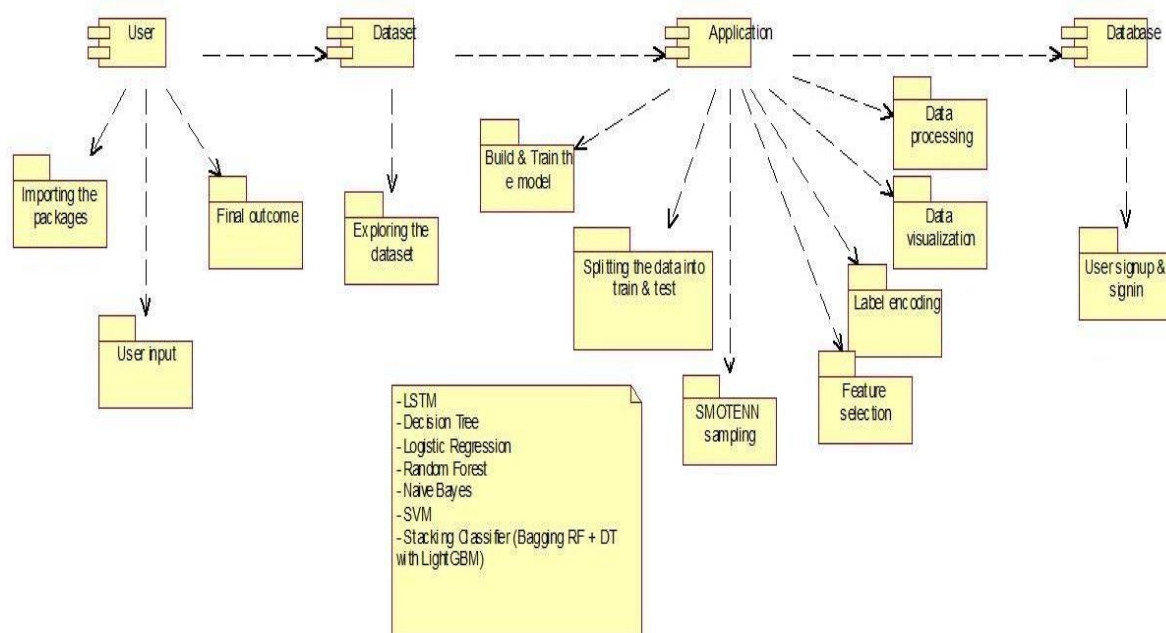 User
Dataset
Application
Database
Data
processing
Build & Train th
e model
Importing the
packages
Final outcome
Exploring the
dataset
Data
visualization
Splitting the data into
train & test
Label encoding
User signup &
signin
User input
SMOTENN
sampling
Feature
selection
- LSTM
- Decision Tree
- Logistic Regression
- Random Forest
- Naive Bayes
- SVM
- Stacking Classifier (Bagging RF + DT
with LightGBM)